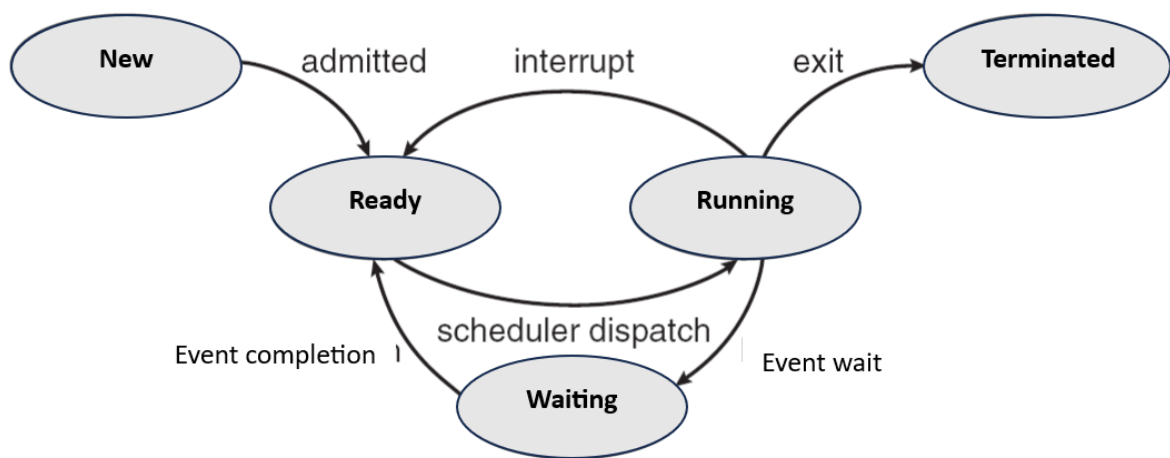 New
admitted
interrupt
exit
Terminated
Ready
Running
scheduler dispatch
Event completion
Event wait
Waiting